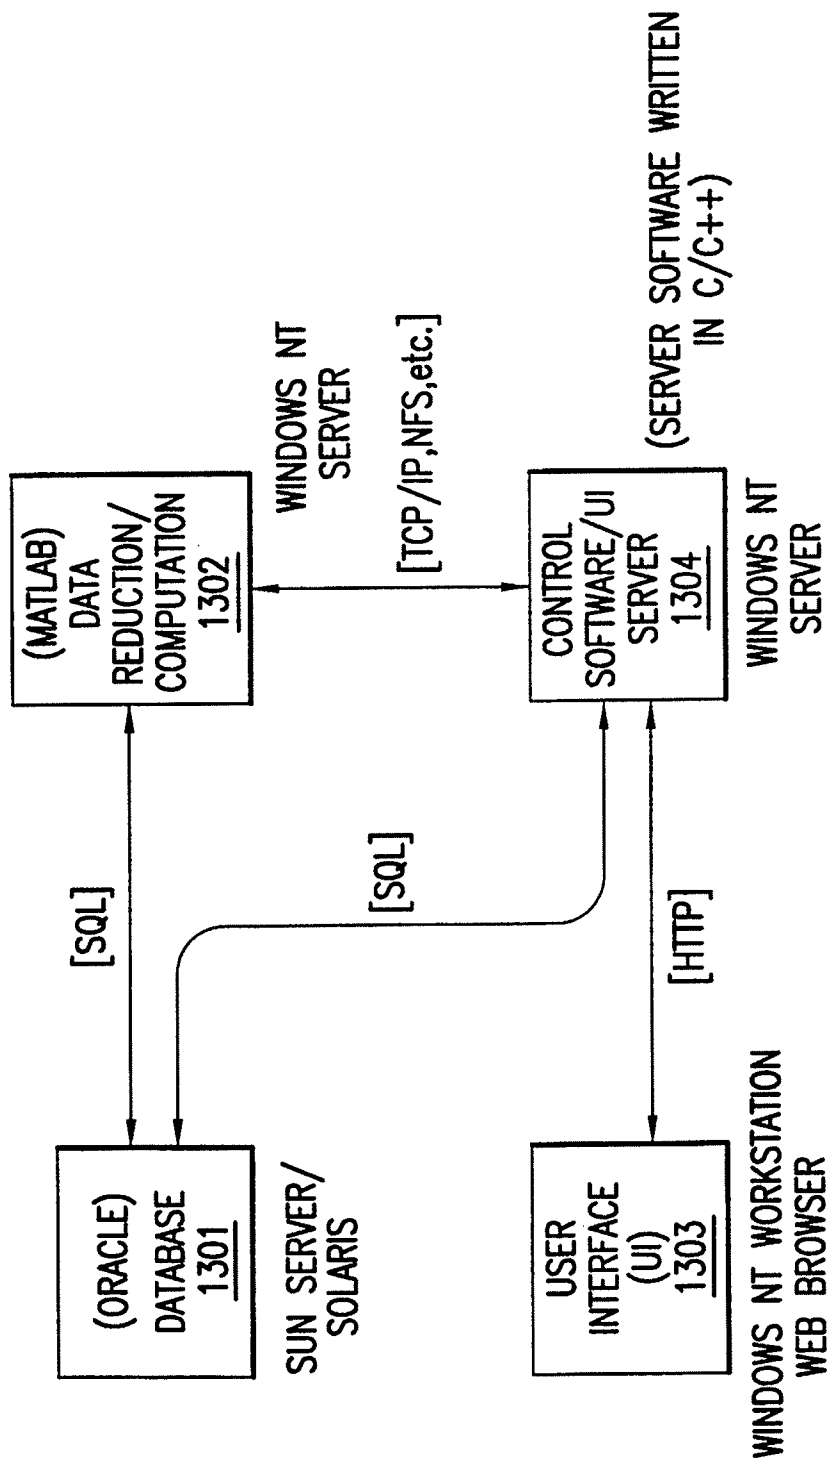 (ORACLE)
DATABASE
1301
SUN SERVER/
SOLARIS
[SQL]
(MATLAB)
DATA
REDUCTION/
COMPUTATION
1302
WINDOWS NT
SERVER
[SQL]
[TCP/IP,NFS,etc.]
USER
INTERFACE
(UI)
1303
WINDOWS NT WORKSTATION
WEB BROWSER
[HTTP]
CONTROL
SOFTWARE/UI
SERVER
1304
WINDOWS NT
SERVER
(SERVER SOFTWARE WRITTEN
IN C/C++)